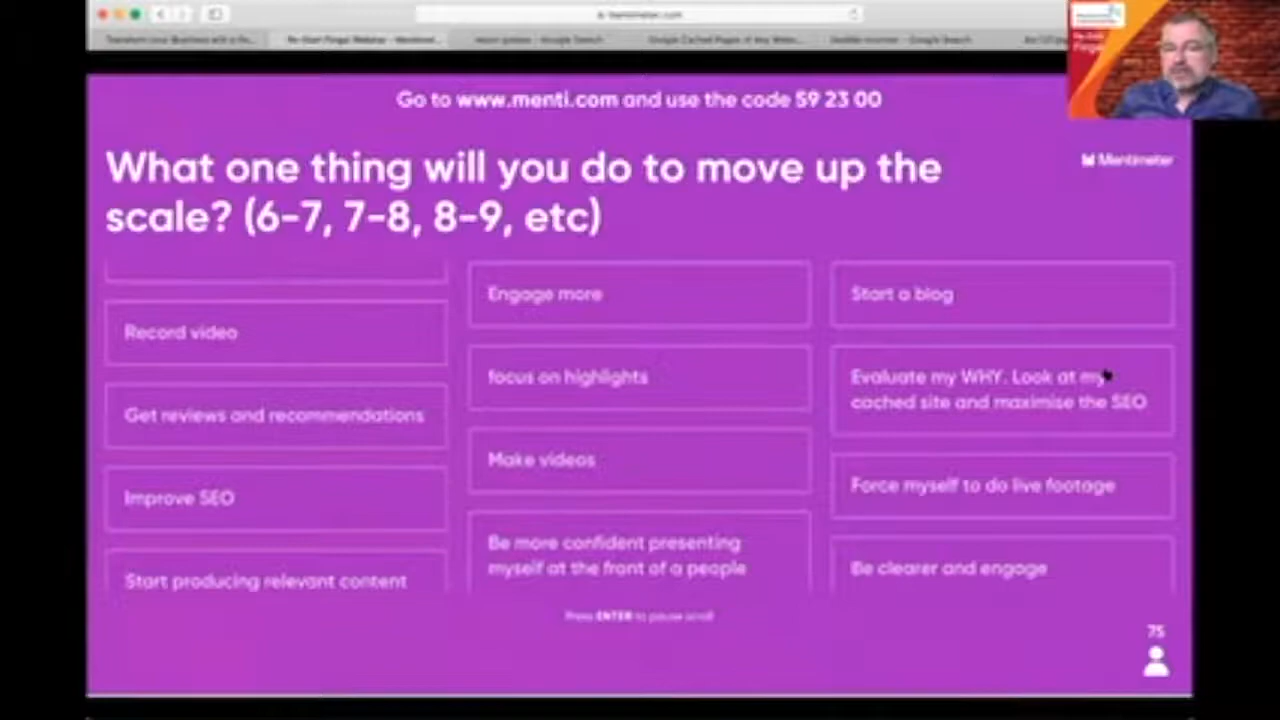 Go to www.menti.com and use the code 59 23 00
Mentimeter
What one thing will you do to move up the
scale? (6-7, 7-8, 8-9, etc)
Record video
Get reviews and recommendations
Improve SEO
Start producing relevant content
Engage more
focus on highlights
Make videos
Be more confident presenting
myself at the front of a people
Start a blog
Evaluate my WHY. Look at my
cached site and maximise the SEO
Force myself to do live footage
Be clearer and engage
Press ENTER to pause scroll
75